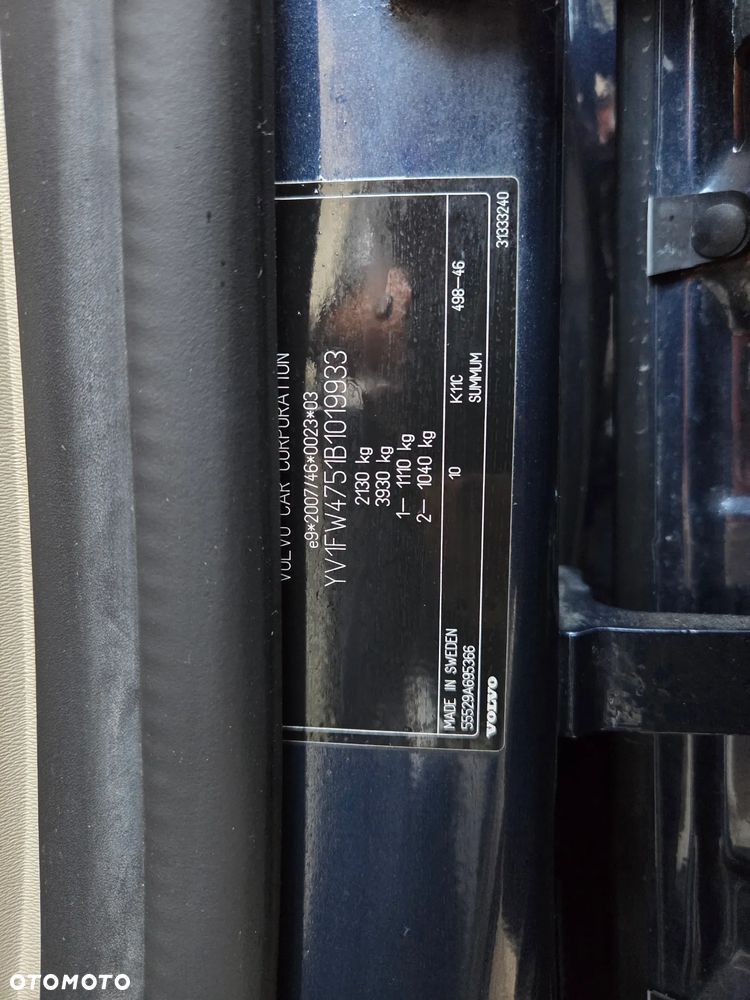 VOLVO CAR CORPORATION
e9*2007/46*0023*03
YV1FW4751B1019933
2130 kg
3930 kg
1– 1110 kg
2– 1040 kg
MADE IN SWEDEN 10 K11C 498–46
55529A695366 SUMMUM
VOLVO 31333240
OTOMOTO